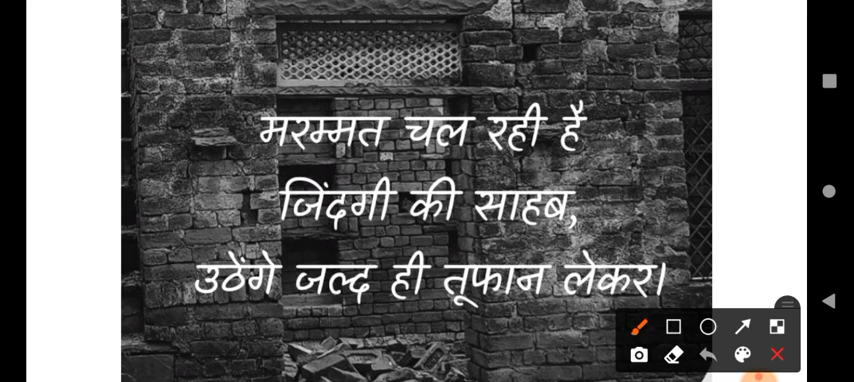 मरम्मत चल रही है
जिंदगी की साहब,
उठेंगे जल्द ही तूफान लेकर।